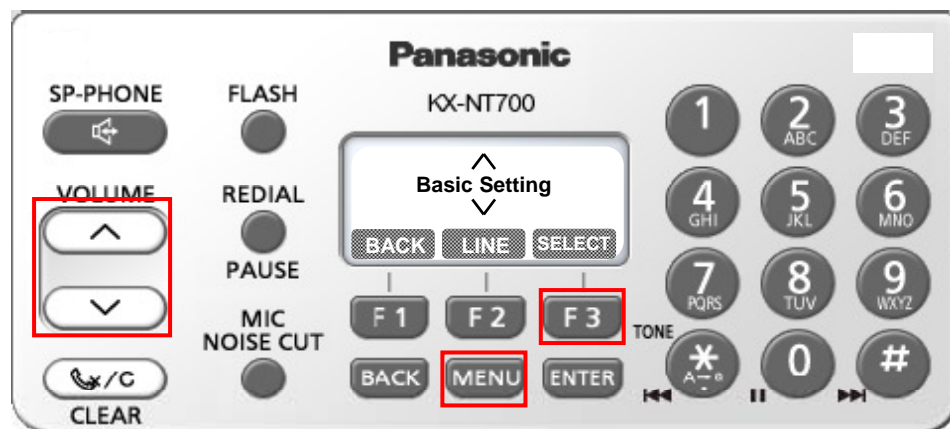 Panasonic
KX-NT700
SP-PHONE
FLASH
VOLUME
REDIAL
PAUSE
MIC
NOISE CUT
C
CLEAR
Basic Setting
BACK LINE SELECT
F 1 F 2 F 3
BACK MENU ENTER
1 2 ABC 3 DEF
4 GHI 5 JKL 6 MNO
7 PQRS 8 TUV 9 WXYZ
TONE
* 0 #